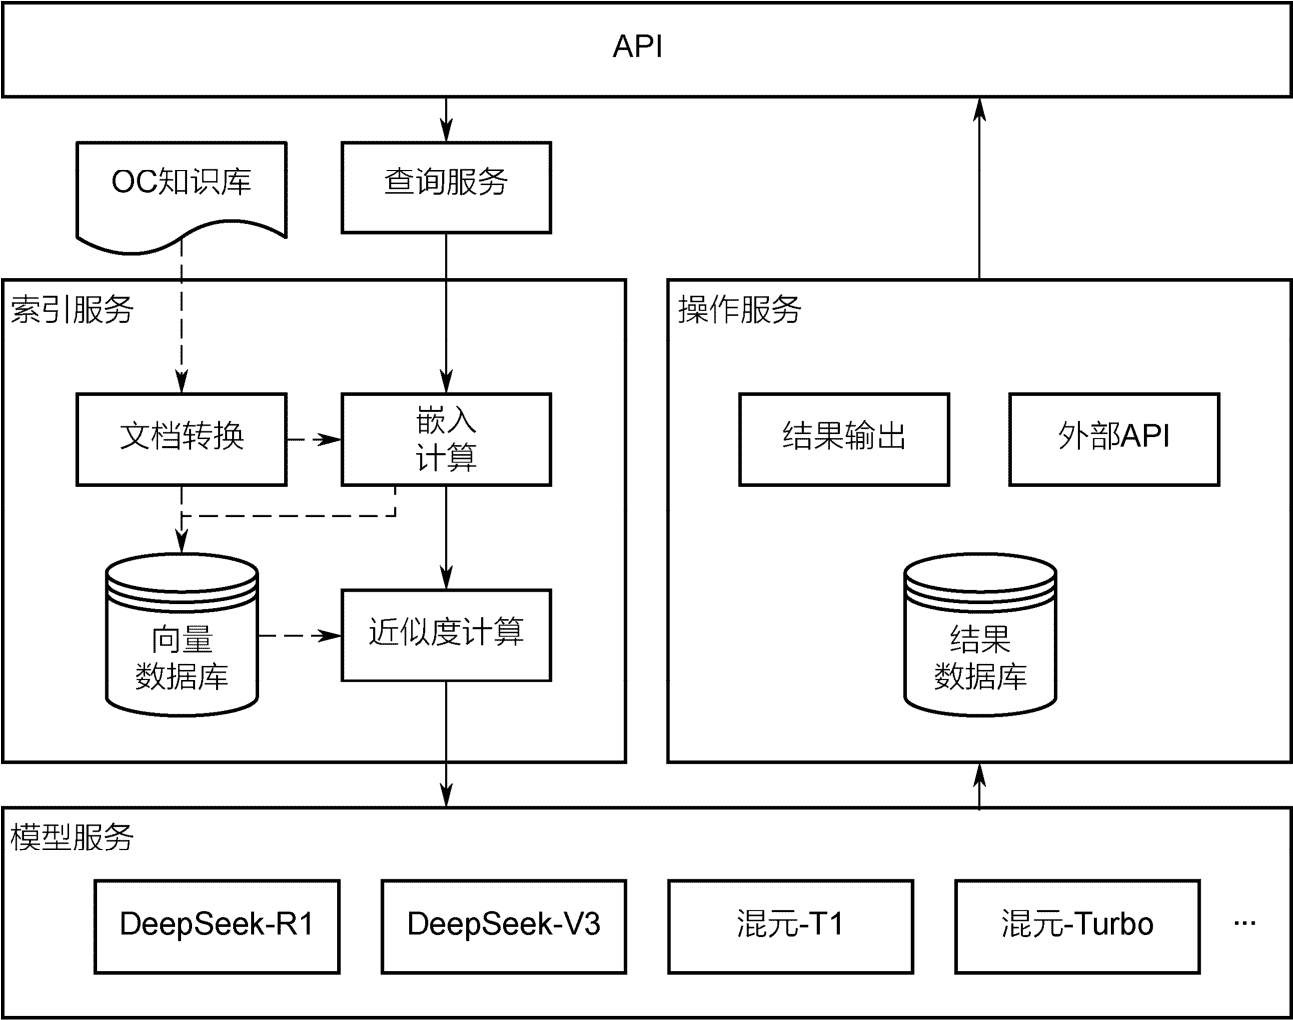 API
OC知识库
查询服务
索引服务
操作服务
文档转换
嵌入
计算
结果输出
外部API
向量
数据库
近似度计算
结果
数据库
模型服务
DeepSeek-R1
DeepSeek-V3
混元-T1
混元-Turbo
...